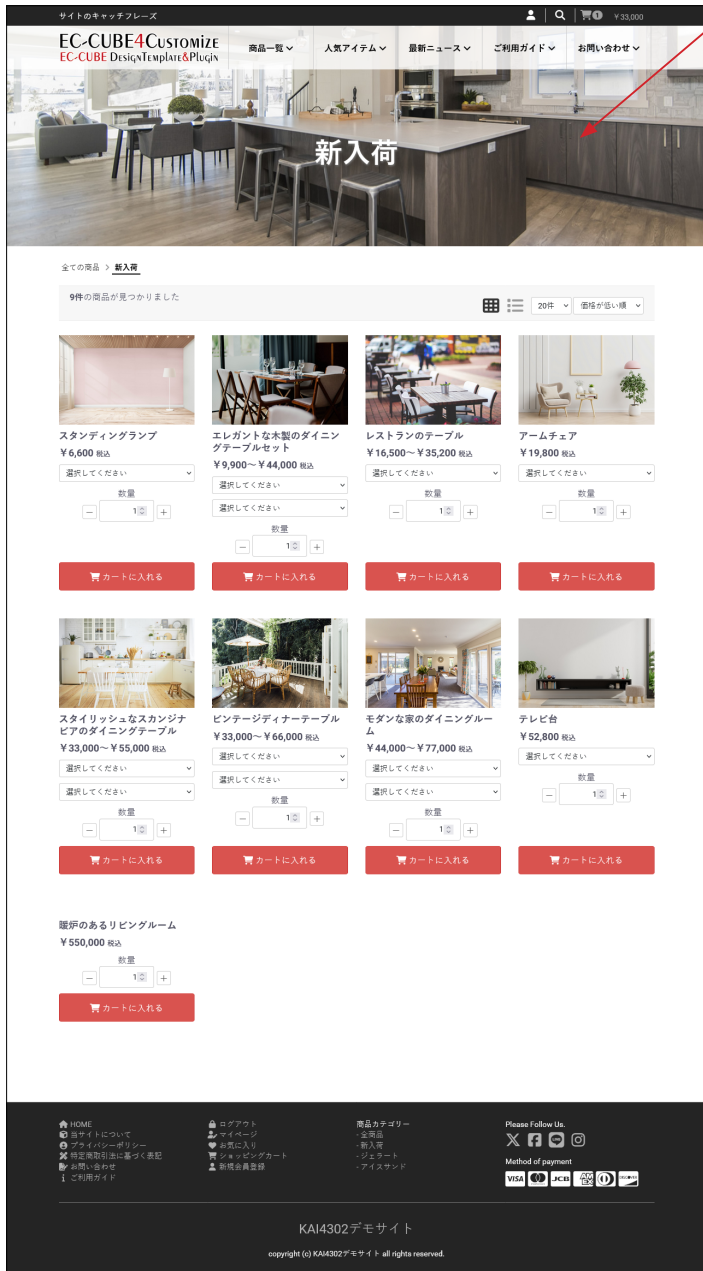 サイトのキャッチフレーズ
0 ￥33,000
EC-CUBE4Customize
EC-CUBE DesignTemplate&Plugin
商品一覧 人気アイテム 最新ニュース ご利用ガイド お問い合わせ
新入荷
全ての商品 新入荷
9件の商品が見つかりました
20件 価格が低い順
スタンディングランプ
￥6,600 税込
選択してください
数量
1
カートに入れる
エレガントな木製のダイニン
グテーブルセット
￥9,900～￥44,000 税込
選択してください
選択してください
数量
1
カートに入れる
レストランのテーブル
￥16,500～￥35,200 税込
選択してください
数量
1
カートに入れる
アームチェア
￥19,800 税込
選択してください
数量
1
カートに入れる
スタイリッシュなスカンジナ
ビアのダイニングテーブル
￥33,000～￥55,000 税込
選択してください
選択してください
数量
1
カートに入れる
ビンテージディナーテーブル
￥33,000～￥66,000 税込
選択してください
選択してください
数量
1
カートに入れる
モダンな家のダイニングルー
ム
￥44,000～￥77,000 税込
選択してください
選択してください
数量
1
カートに入れる
テレビ台
￥52,800 税込
選択してください
数量
1
カートに入れる
暖炉のあるリビングルーム
￥550,000 税込
数量
1
カートに入れる
HOME
当サイトについて
プライバシーポリシー
特定商取引法に基づく表記
お問い合わせ
ご利用ガイド
ログアウト
マイページ
お気に入り
ショッピングカート
新規会員登録
商品カテゴリー
- 全商品
- 新入荷
- ジェラート
- アイスサンド
Please Follow Us.
Method of payment
VISA JCB AM EX DISCOVER
KAI4302デモサイト
copyright (c) KAI4302デモサイト all rights reserved.